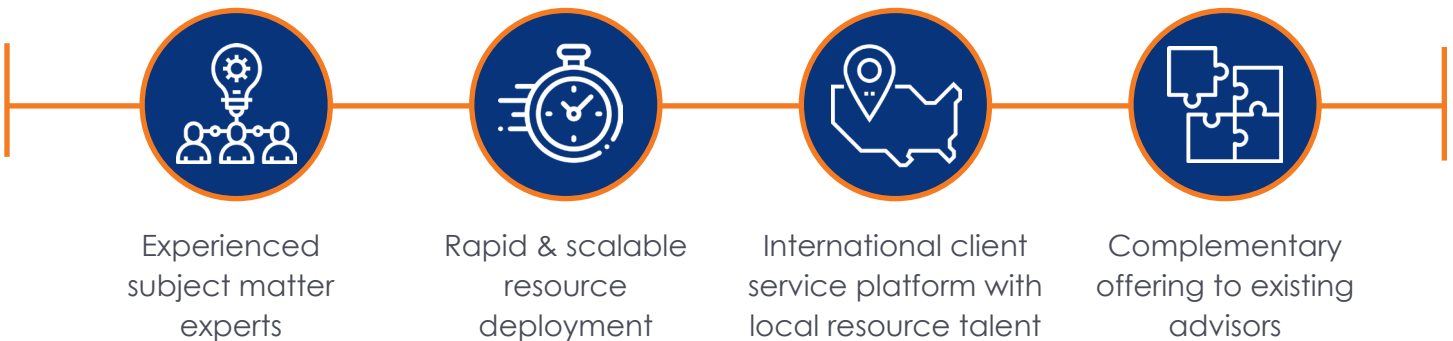 Experienced
subject matter
experts
Rapid & scalable
resource
deployment
International client
service platform with
local resource talent
Complementary
offering to existing
advisors